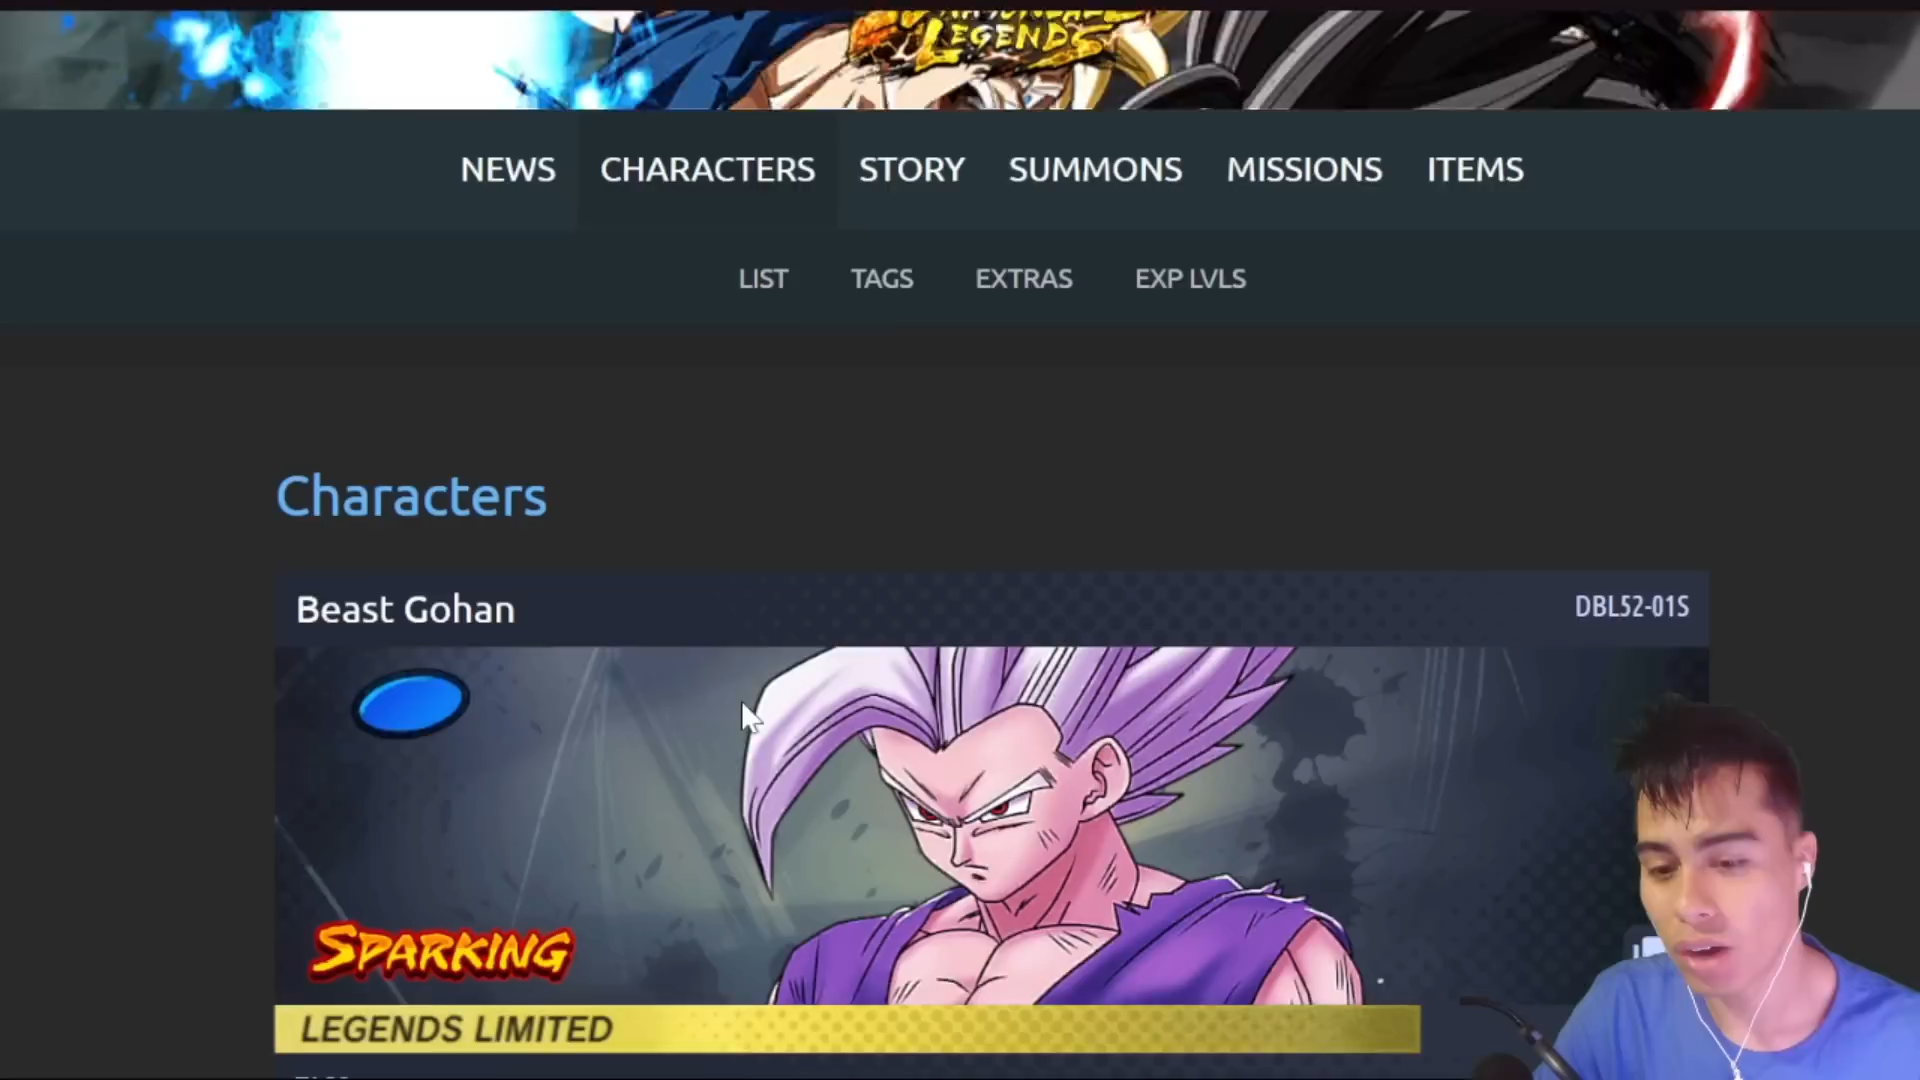 LEGENDS
NEWS CHARACTERS STORY SUMMONS MISSIONS ITEMS
LIST TAGS EXTRAS EXP LVLS
Characters
Beast Gohan DBL52-01S
SPARKING
LEGENDS LIMITED